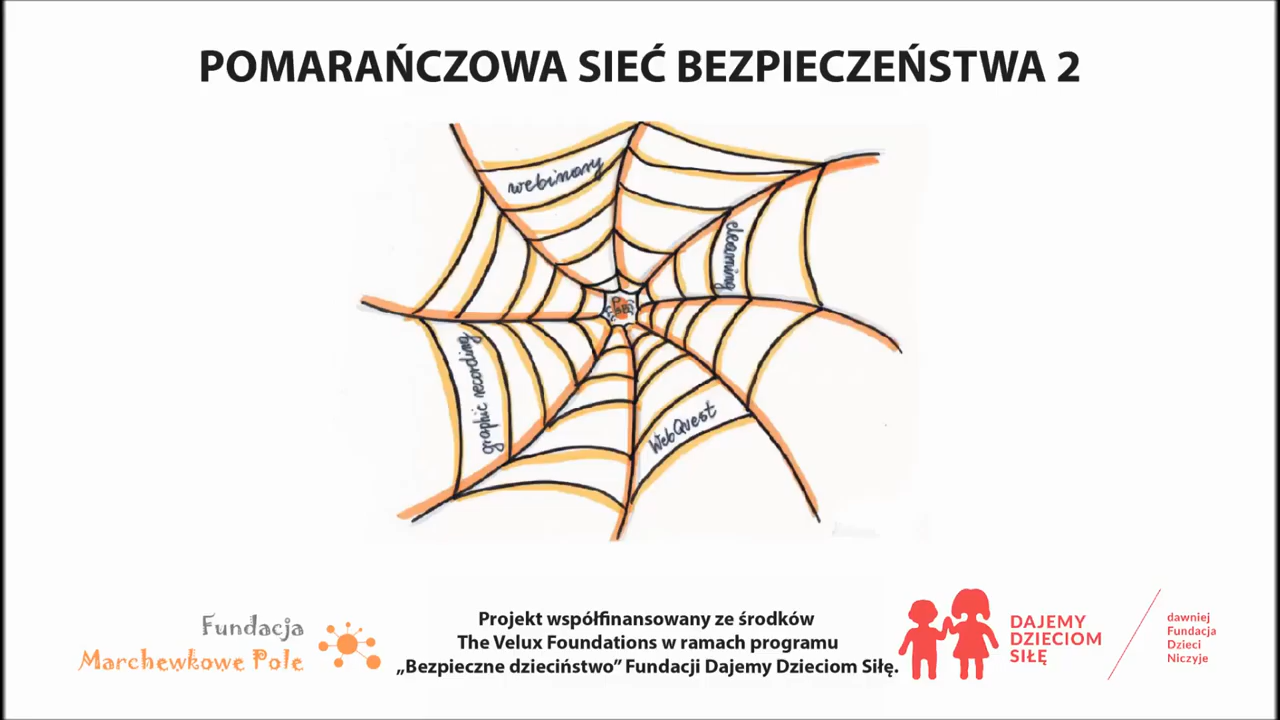 POMARAŃCZOWA SIEĆ BEZPIECZEŃSTWA 2
webinary
elearning
graphic recording
WebQuest
Fundacja
Marchewkowe Pole
Projekt współfinansowany ze środków
The Velux Foundations w ramach programu
„Bezpieczne dzieciństwo” Fundacji Dajemy Dzieciom Siłę.
DAJEMY
DZIECIOM
SIŁĘ
dawniej
Fundacja
Dzieci
Niczyje